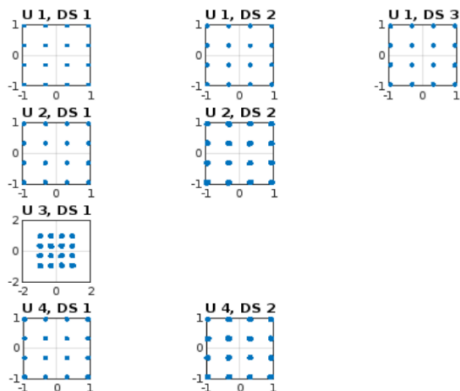 U 1, DS 1 U 1, DS 2 U 1, DS 3
1 1 1
0 0 0
-1 -1 -1
-1 0 1 -1 0 1 -1 0 1
U 2, DS 1 U 2, DS 2
1 1
0 0
-1 -1
-1 0 1 -1 0 1
U 3, DS 1
2
0
-2
-2 0 2
U 4, DS 1 U 4, DS 2
1 1
0 0
-1 -1
-1 0 1 -1 0 1